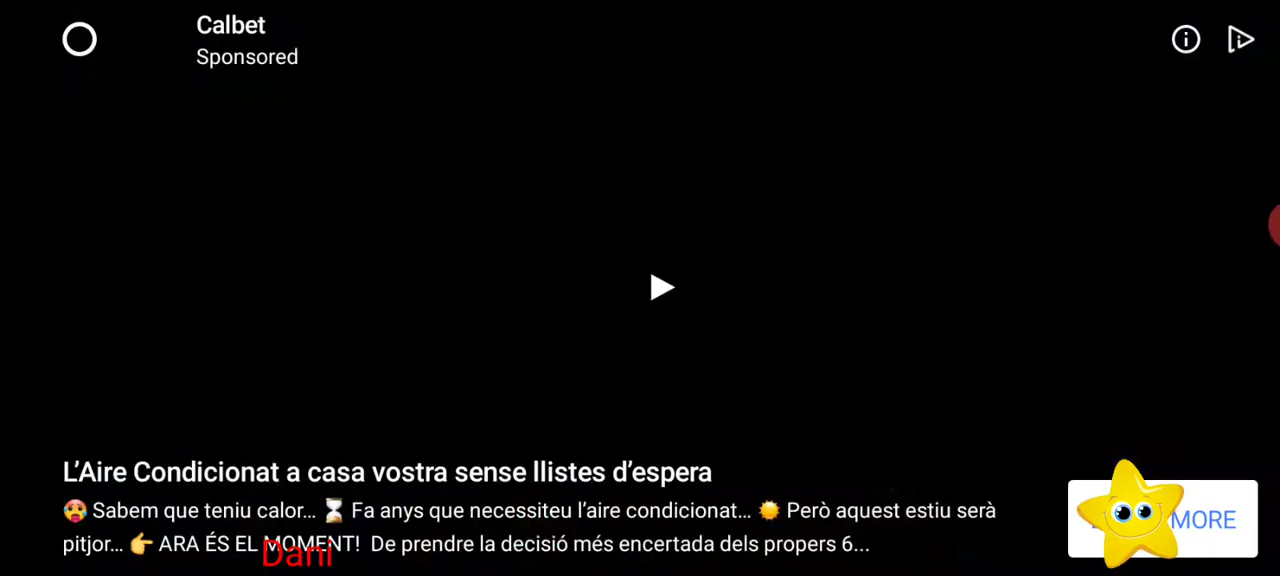 Calbet
Sponsored
L’Aire Condicionat a casa vostra sense llistes d’espera
🥵 Sabem que teniu calor... ⏳ Fa anys que necessiteu l’aire condicionat... ☀️ Però aquest estiu serà
pitjor... 👉 ARA ÉS EL MOMENT! De prendre la decisió més encertada dels propers 6...
MORE
Dani